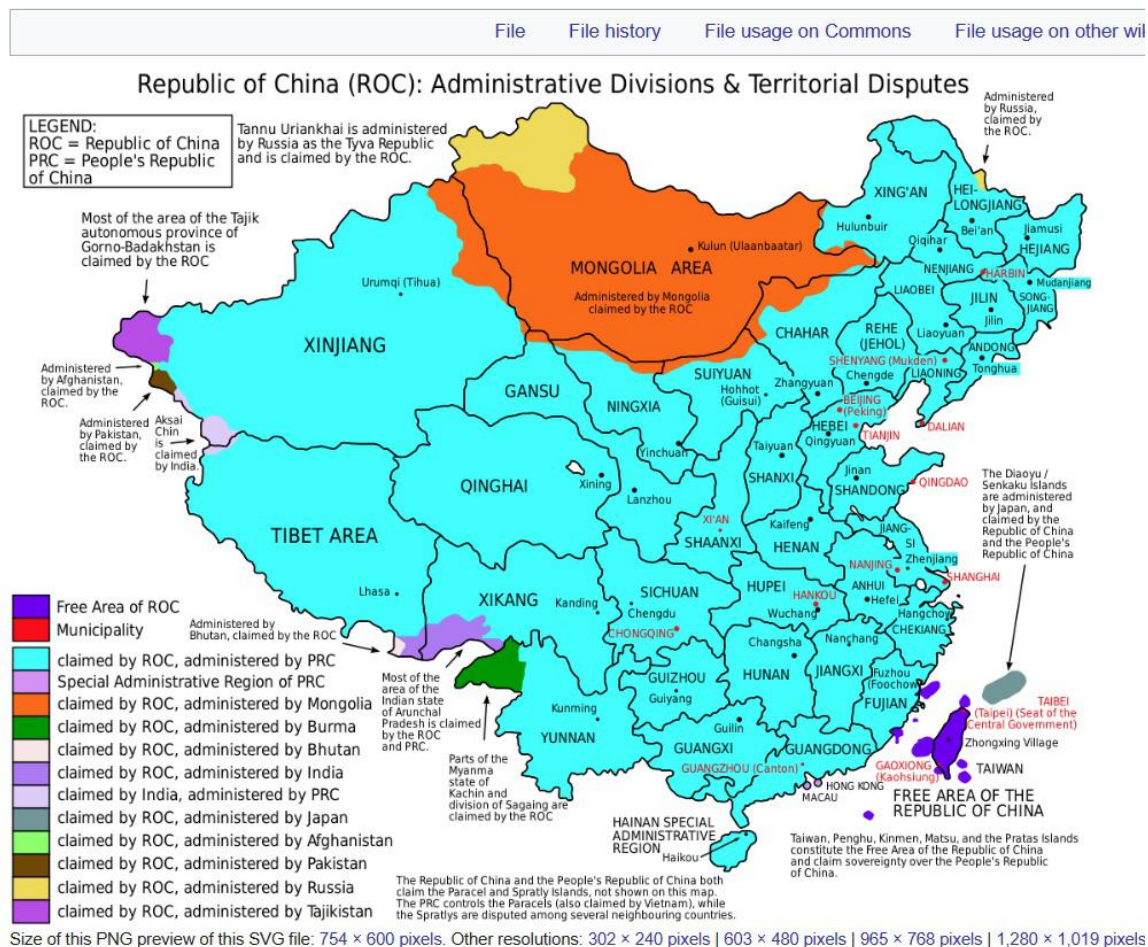 File File history File usage on Commons File usage on other wik
Republic of China (ROC): Administrative Divisions & Territorial Disputes
LEGEND:
ROC = Republic of China
PRC = People's Republic
of China
Tannu Uriankhai is administered
by Russia as the Tyva Republic
and is claimed by the ROC.
Administered
by Russia,
claimed by
the ROC.
Most of the area of the Tajik
autonomous province of
Gorno-Badakhstan is
claimed by the ROC
XING'AN
Hulunbuir
HEI-
LONGJIANG
Bei'an
Jiamusi
HEJIANG
Qiqihar
NENJIANG
HARBIN
Mudanjiang
Kulun (Ulaanbaatar)
MONGOLIA AREA
Administered by Mongolia
claimed by the ROC
Urumqi (Tihua)
XINJIANG
LIAOBEI
JILIN
Jilin
SONG-
JIANG
CHAHAR
REHE
(JEHOL)
Liaoyuan
ANDONG
Tonghua
SHENYANG (Mukden)
LIAONING
Chengde
SUIYUAN
Hohhot
(Guisui)
Zhangyuan
BEIJING
(Peking)
HEBEI
Qingyuan
TIANJIN
DALIAN
Administered
by Afghanistan,
claimed by the
ROC.
Administered
by Pakistan,
claimed by
the ROC.
Aksai
Chin
is
claimed
by India.
GANSU
NINGXIA
Yinchuan
Taiyuan
SHANXI
Jinan
SHANDONG
QINGDAO
QINGHAI
Xining
Lanzhou
XI'AN
SHAANXI
Kaifeng
HENAN
JIANG-
SI
Zhenjiang
NANJING
SHANGHAI
The Diaoyu /
Senkaku Islands
are administered
by Japan, and
claimed by the
Republic of China
and the People's
Republic of China
TIBET AREA
Lhasa
XIKANG
Kanding
SICHUAN
Chengdu
CHONGQING
HUPEI
HANKOU
Wuchang
ANHUI
Hefei
Hangchow
CHEKIANG
Administered by
Bhutan, claimed by the ROC
Most of the
area of the
Indian state
of Arunchal
Pradesh is claimed
by the ROC
and PRC.
Parts of the
Myanma
state of
Kachin and
division of Sagaing are
claimed by the ROC
Changsha
HUNAN
Nanchang
JIANGXI
Fuzhou
(Foochow)
FUJIAN
GUIZHOU
Guiyang
Kunming
YUNNAN
Guilin
GUANGXI
GUANGDONG
GUANGZHOU (Canton)
HONG KONG
MACAU
TAIBEI
(Taipei) (Seat of the
Central Government)
Zhongxing Village
GAOXIONG
(Kaohsiung)
TAIWAN
FREE AREA OF THE
REPUBLIC OF CHINA
HAINAN SPECIAL
ADMINISTRATIVE
REGION
Haikou
Taiwan, Penghu, Kinmen, Matsu, and the Pratas Islands
constitute the Free Area of the Republic of China
and claim sovereignty over the People's Republic
of China.
The Republic of China and the People's Republic of China both
claim the Paracel and Spratly Islands, not shown on this map.
The PRC controls the Paracels (also claimed by Vietnam), while
the Spratlys are disputed among several neighbouring countries.
Free Area of ROC
Municipality
claimed by ROC, administered by PRC
Special Administrative Region of PRC
claimed by ROC, administered by Mongolia
claimed by ROC, administered by Burma
claimed by ROC, administered by Bhutan
claimed by ROC, administered by India
claimed by India, administered by PRC
claimed by ROC, administered by Japan
claimed by ROC, administered by Afghanistan
claimed by ROC, administered by Pakistan
claimed by ROC, administered by Russia
claimed by ROC, administered by Tajikistan
Size of this PNG preview of this SVG file: 754 × 600 pixels. Other resolutions: 302 × 240 pixels | 603 × 480 pixels | 965 × 768 pixels | 1,280 × 1,019 pixels